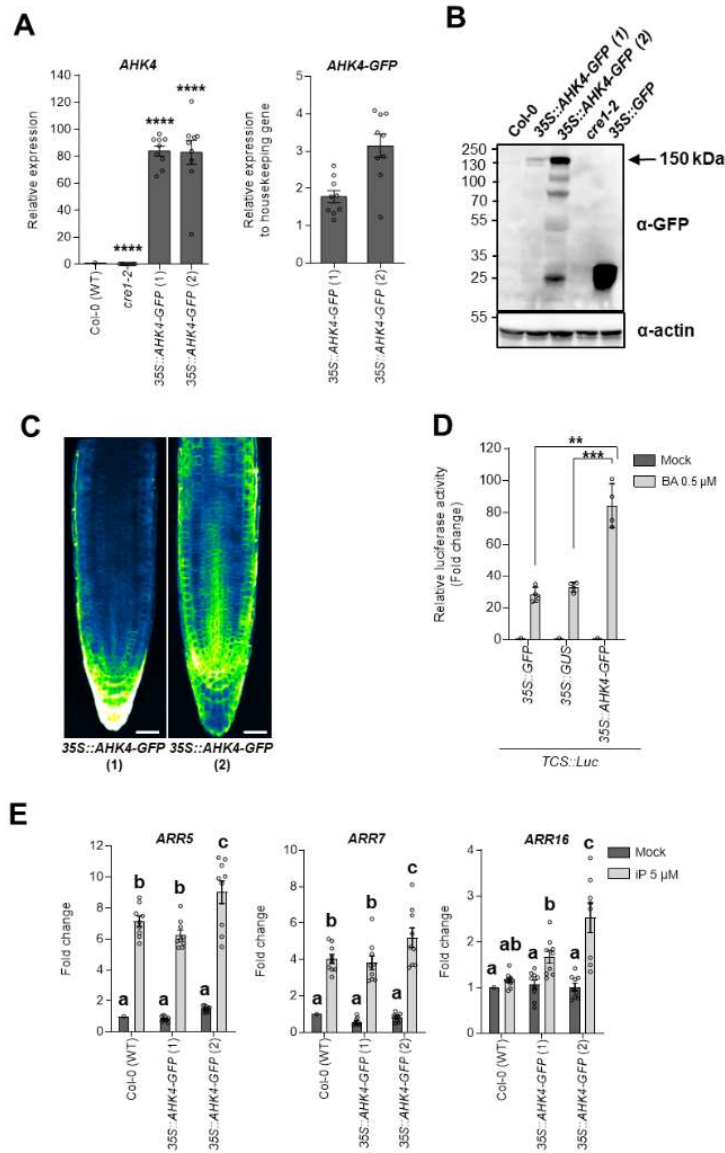 A
AHK4
Relative expression
140
120
100
80
60
40
20
0
****
****
****
Col-0 (WT)
cre1-2
35S::AHK4-GFP (1)
35S::AHK4-GFP (2)
AHK4-GFP
Relative expression
to housekeeping gene
5
4
3
2
1
0
35S::AHK4-GFP (1)
35S::AHK4-GFP (2)
B
Col-0
35S::AHK4-GFP (1)
35S::AHK4-GFP (2)
cre1-2
35S::GFP
250
130
100
70
55
35
25
55
150 kDa
α-GFP
α-actin
C
35S::AHK4-GFP
(1)
35S::AHK4-GFP
(2)
D
Relative luciferase activity
(Fold change)
120
100
80
60
40
20
0
**
***
Mock
BA 0.5 µM
35S::GFP
35S::GUS
35S::AHK4-GFP
TCS::Luc
E
ARR5
Fold change
12
10
8
6
4
2
0
a
b
a
b
a
c
Col-0 (WT)
35S::AHK4-GFP (1)
35S::AHK4-GFP (2)
ARR7
Fold change
10
8
6
4
2
0
a
b
a
b
a
c
Col-0 (WT)
35S::AHK4-GFP (1)
35S::AHK4-GFP (2)
ARR16
Fold change
4
3
2
1
0
a
ab
a
b
a
c
Col-0 (WT)
35S::AHK4-GFP (1)
35S::AHK4-GFP (2)
Mock
iP 5 µM